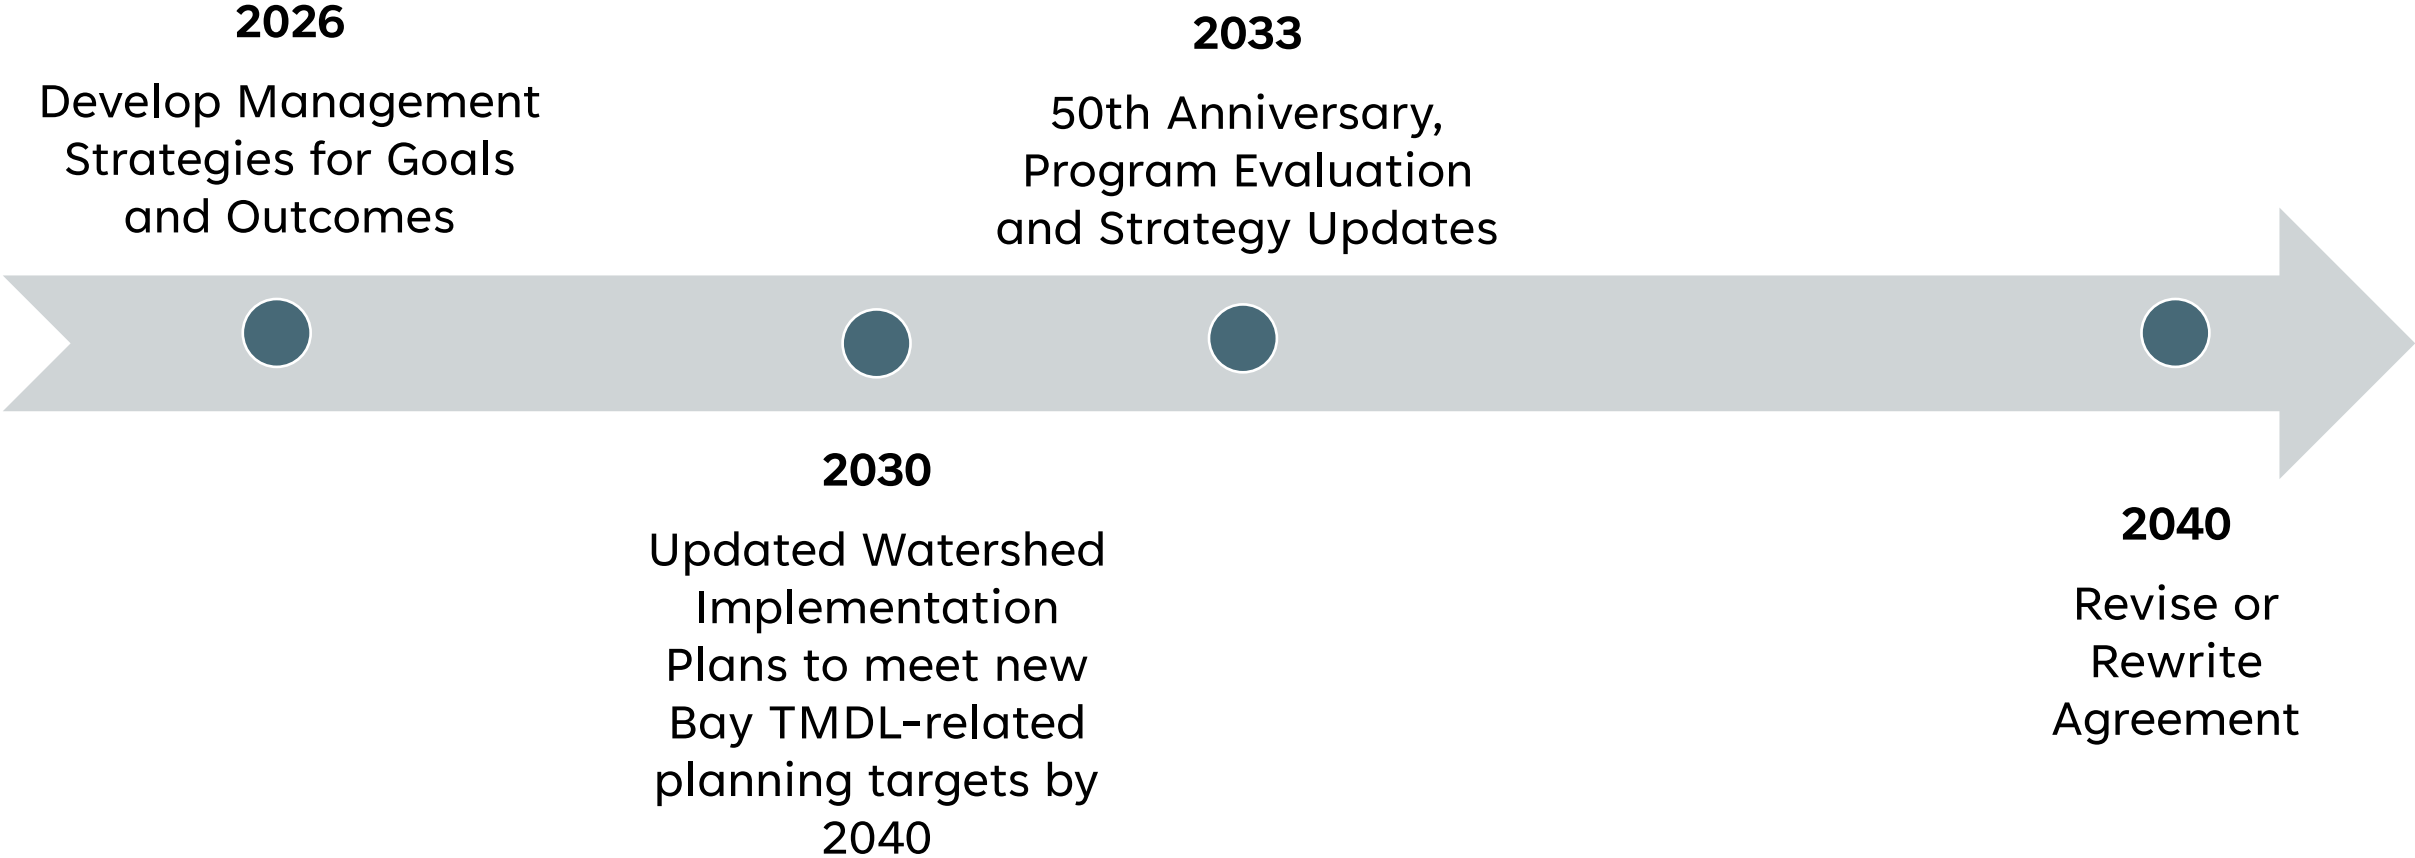 2026
Develop Management
Strategies for Goals
and Outcomes
2033
50th Anniversary,
Program Evaluation
and Strategy Updates
2030
Updated Watershed
Implementation
Plans to meet new
Bay TMDL-related
planning targets by
2040
2040
Revise or
Rewrite
Agreement